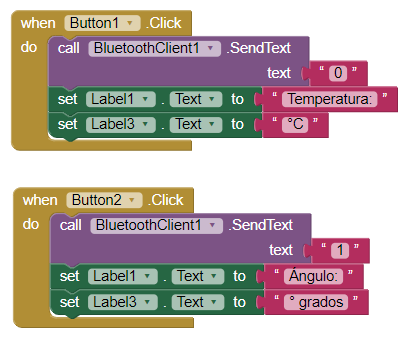 when Button1 .Click
do call BluetoothClient1 .SendText
text " 0 "
set Label1 . Text to " Temperatura: "
set Label3 . Text to " °C "
when Button2 .Click
do call BluetoothClient1 .SendText
text " 1 "
set Label1 . Text to " Ángulo: "
set Label3 . Text to " ° grados "